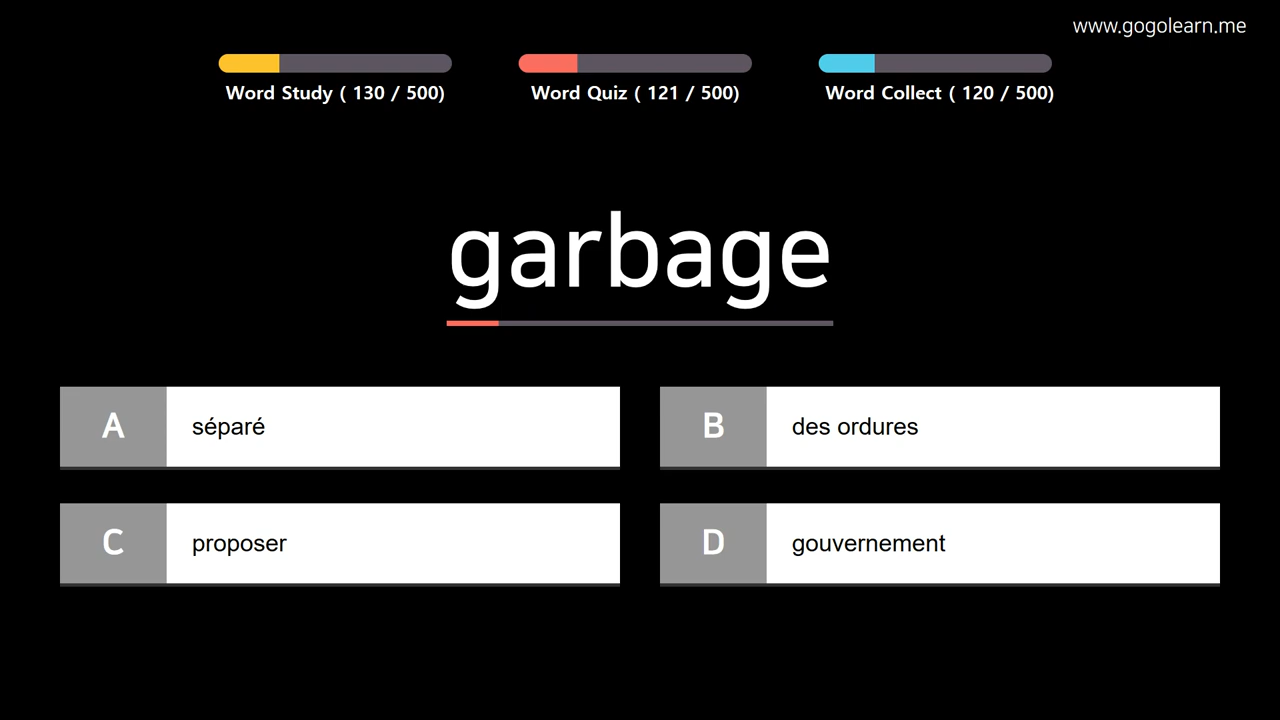 www.gogolearn.me
Word Study ( 130 / 500)
Word Quiz ( 121 / 500)
Word Collect ( 120 / 500)
garbage
A séparé
B des ordures
C proposer
D gouvernement